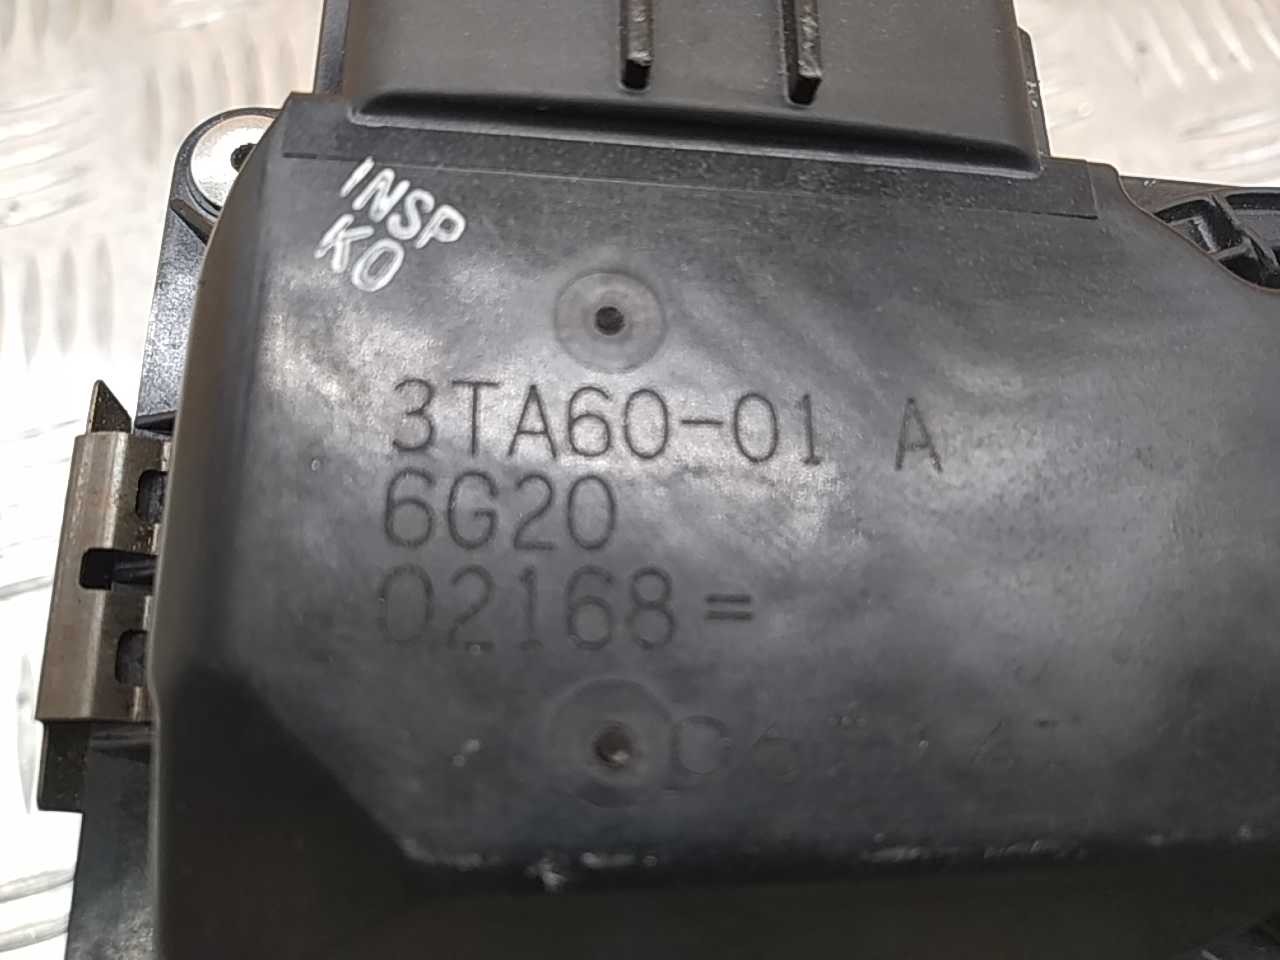 INSP
KO
3TA60-01 A
6G20
02168=